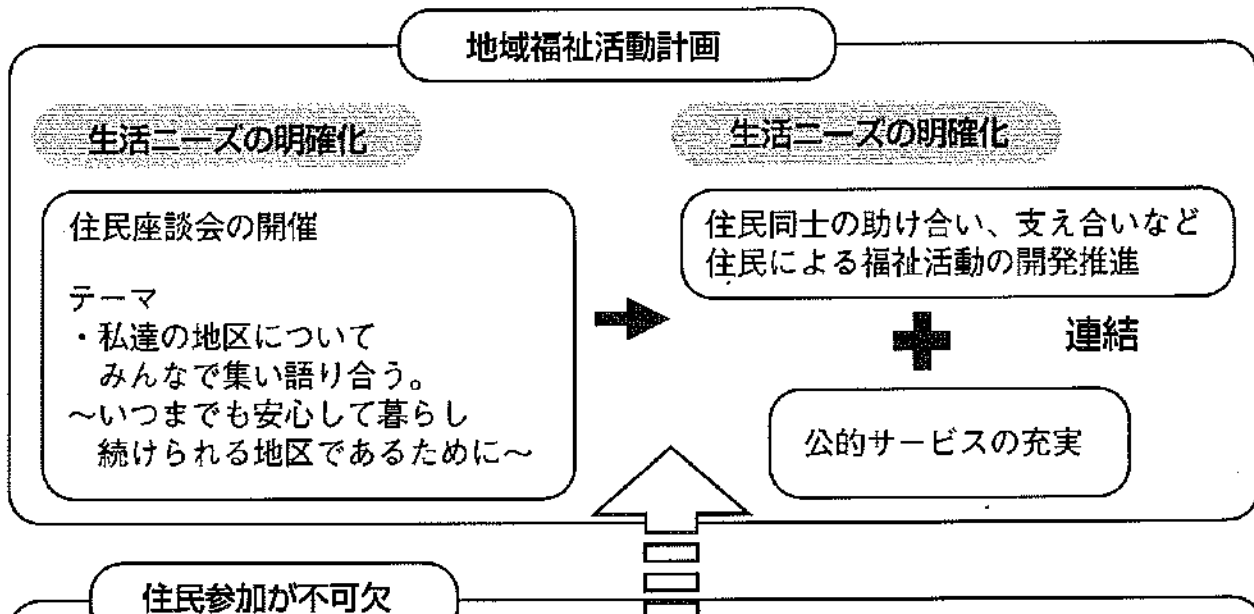 地域福祉活動計画
生活ニーズの明確化
住民座談会の開催
テーマ
・私達の地区について
みんなで集い語り合う。
～いつまでも安心して暮らし
続けられる地区であるために～
生活ニーズの明確化
住民同士の助け合い、支え合いなど
住民による福祉活動の開発推進
連結
公的サービスの充実
住民参加が不可欠